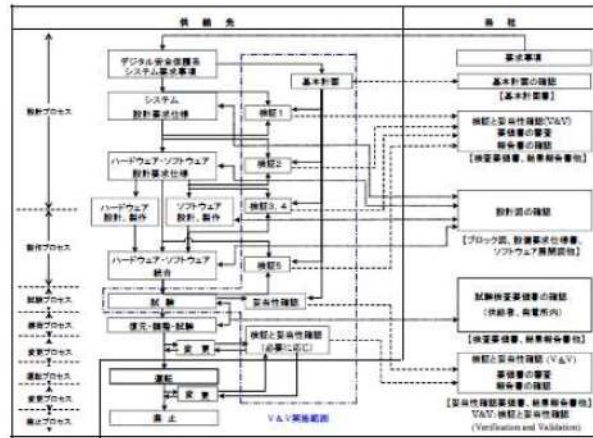 供給先
当社
デジタル安全保護系
システム要求事項
基本計画
要求事項
基本計画の確認
【基本計画書】
システム
設計要求仕様
検証1
検証と妥当性確認(V&V)
要領書の審査
報告書の確認
【検査要領書、結果報告書他】
設計プロセス
ハードウェア・ソフトウェア
設計要求仕様
検証2
ハードウェア
設計、製作
ソフトウェア
設計、製作
検証3, 4
設計図の確認
【ブロック図、設備要求仕様書、
ソフトウェア展開図他】
製作プロセス
ハードウェア・ソフトウェア
統合
検証5
試験プロセス
試験
妥当性確認
試験検査要領書の確認
(供給者、発電所内)
【検査要領書、結果報告書他】
復元・調整・試験
変更プロセス
変更
検証と妥当性確認
(必要に応じ)
検証と妥当性確認 (V&V)
要領書の審査
報告書の確認
【妥当性確認要領書、結果報告書他】
運転プロセス
運転
変更プロセス
変更
廃止プロセス
廃止
V&V実施範囲
V&V:検証と妥当性確認
(Verification and Validation)